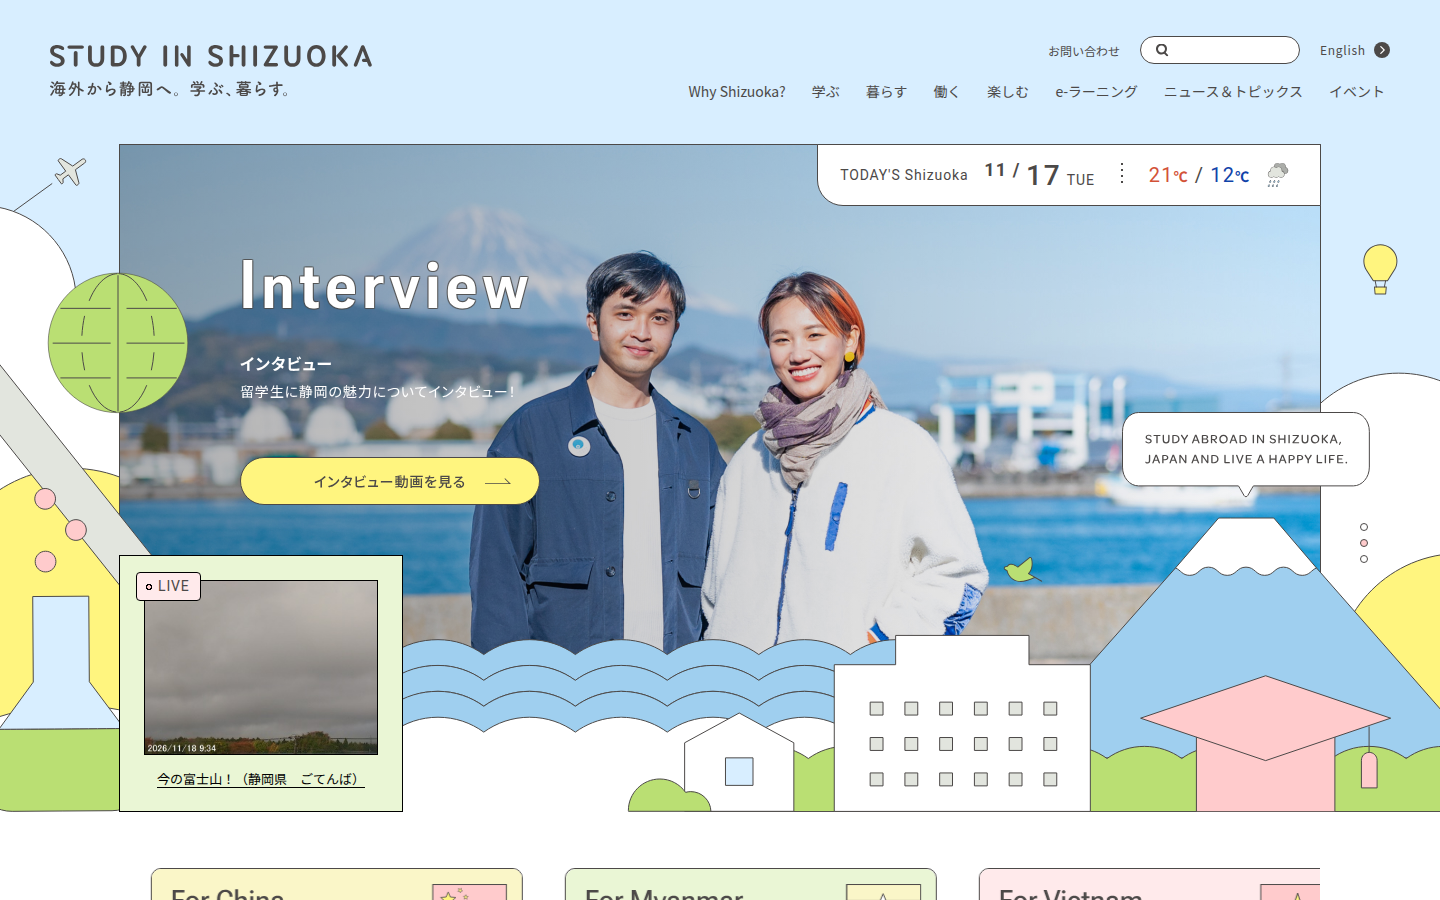 STUDY IN SHIZUOKA
海外から静岡へ。学ぶ、暮らす。
お問い合わせ
English
Why Shizuoka? 学ぶ 暮らす 働く 楽しむ e-ラーニング ニュース＆トピックス イベント
TODAY'S Shizuoka 11 / 17 TUE 21℃ / 12℃
Interview
インタビュー
留学生に静岡の魅力についてインタビュー！
インタビュー動画を見る
STUDY ABROAD IN SHIZUOKA,
JAPAN AND LIVE A HAPPY LIFE.
LIVE
2026/11/18 9:34
今の富士山！（静岡県　ごてんば）
For China
For Myanmar
For Vietnam